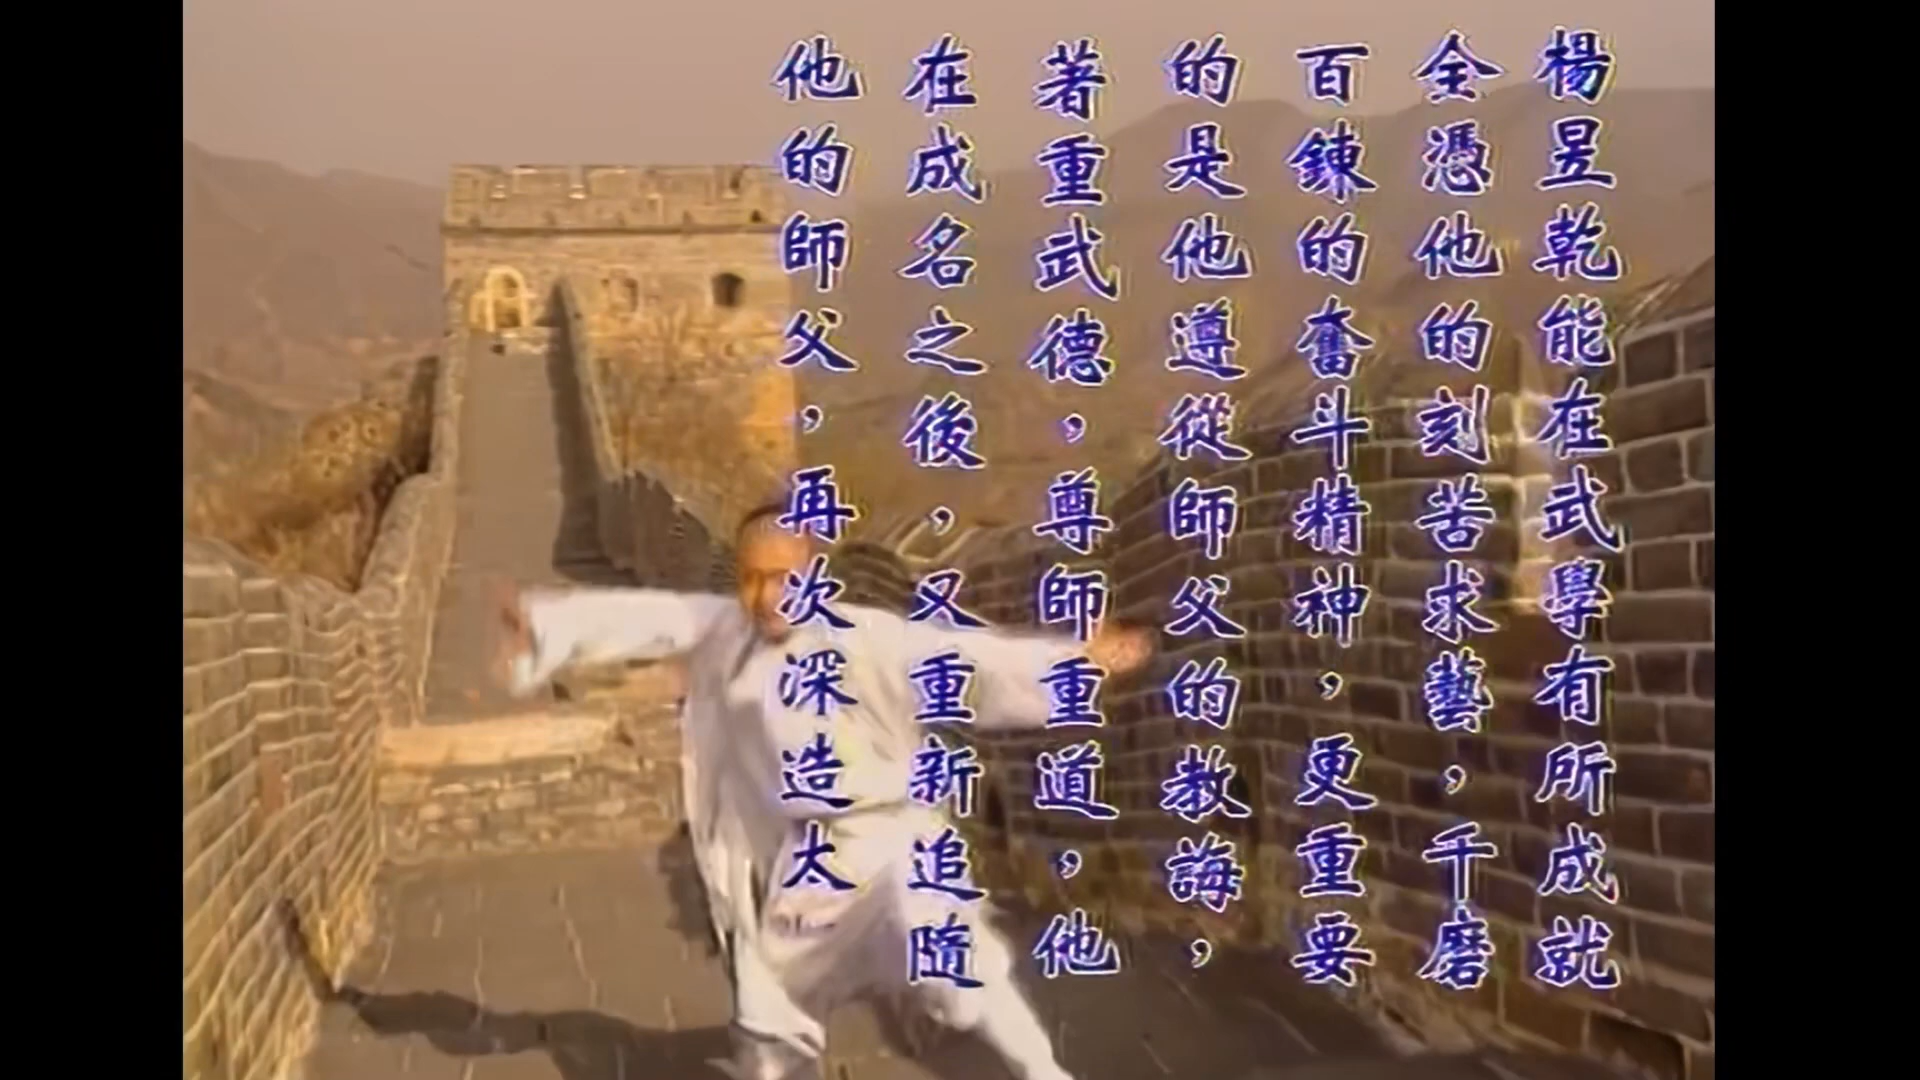 楊昱乾能在武學有所成就
全憑他的刻苦求藝，千磨
百鍊的奮斗精神，更重要
的是他遵從師父的教誨，
著重武德，尊師重道，他
在成名之後，又重新追隨
他的師父，再次深造太